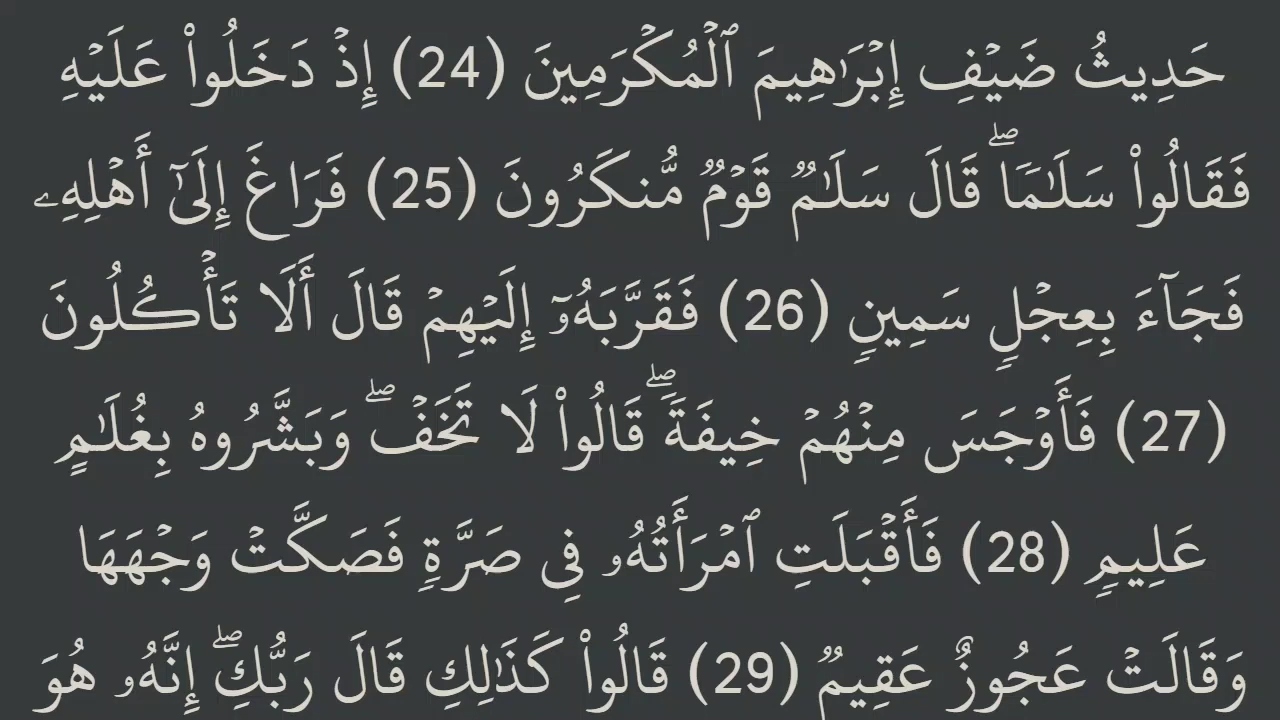 حَدِيثُ ضَيۡفِ إِبۡرَٰهِيمَ ٱلۡمُكۡرَمِينَ (24) إِذۡ دَخَلُواْ عَلَيۡهِ
فَقَالُواْ سَلَٰمٗاۖ قَالَ سَلَٰمٞ قَوۡمٞ مُّنكَرُونَ (25) فَرَاغَ إِلَىٰٓ أَهۡلِهِۦ
فَجَآءَ بِعِجۡلٖ سَمِينٖ (26) فَقَرَّبَهُۥٓ إِلَيۡهِمۡ قَالَ أَلَا تَأۡكُلُونَ
(27) فَأَوۡجَسَ مِنۡهُمۡ خِيفَةٗۖ قَالُواْ لَا تَخَفۡۖ وَبَشَّرُوهُ بِغُلَٰمٍ
عَلِيمٖ (28) فَأَقۡبَلَتِ ٱمۡرَأَتُهُۥ فِي صَرَّةٖ فَصَكَّتۡ وَجۡهَهَا
وَقَالَتۡ عَجُوزٌ عَقِيمٞ (29) قَالُواْ كَذَٰلِكِ قَالَ رَبُّكِۖ إِنَّهُۥ هُوَ